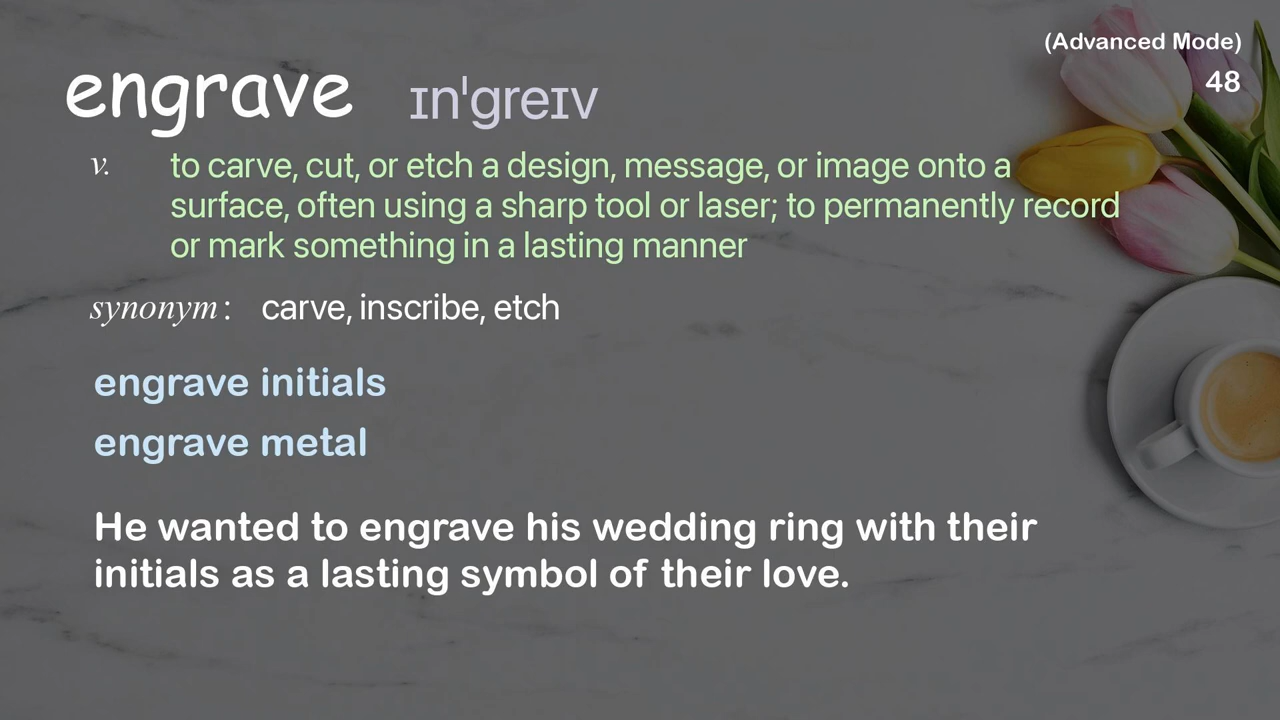 (Advanced Mode)
48
engrave ɪnˈɡreɪv
v. to carve, cut, or etch a design, message, or image onto a
surface, often using a sharp tool or laser; to permanently record
or mark something in a lasting manner
synonym : carve, inscribe, etch
engrave initials
engrave metal
He wanted to engrave his wedding ring with their
initials as a lasting symbol of their love.